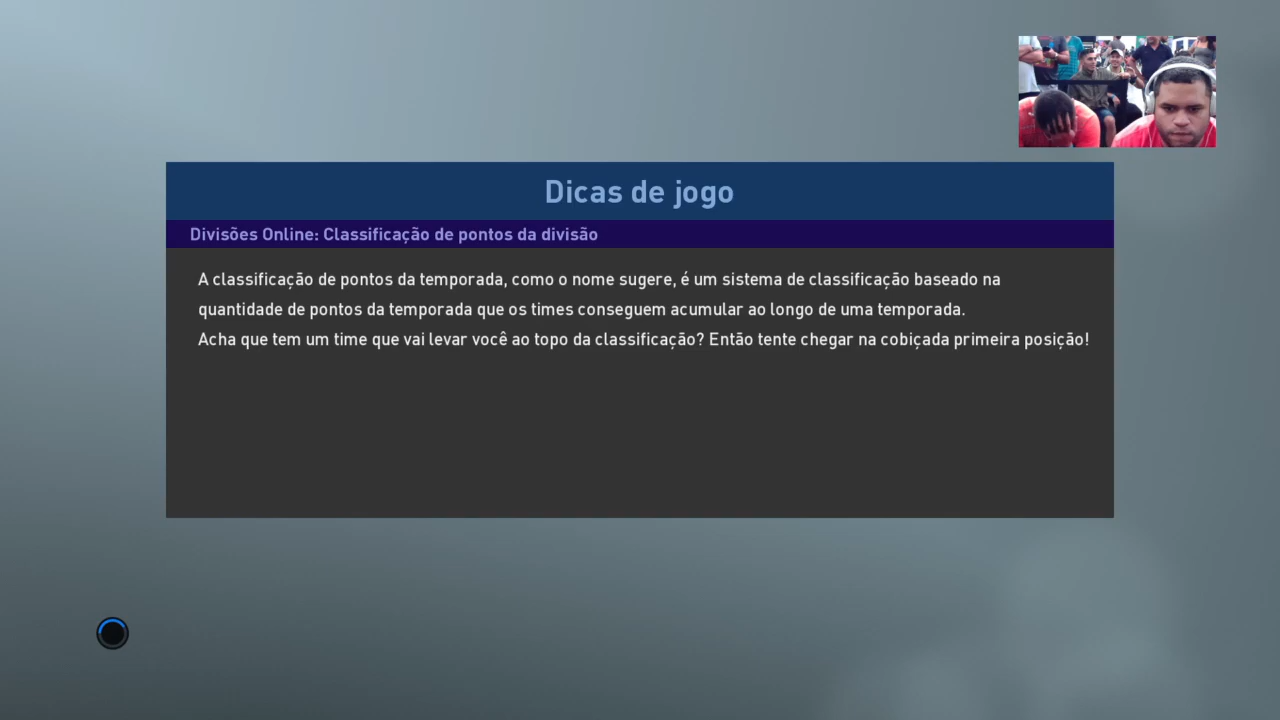 Dicas de jogo
Divisões Online: Classificação de pontos da divisão
A classificação de pontos da temporada, como o nome sugere, é um sistema de classificação baseado na
quantidade de pontos da temporada que os times conseguem acumular ao longo de uma temporada.
Acha que tem um time que vai levar você ao topo da classificação? Então tente chegar na cobiçada primeira posição!